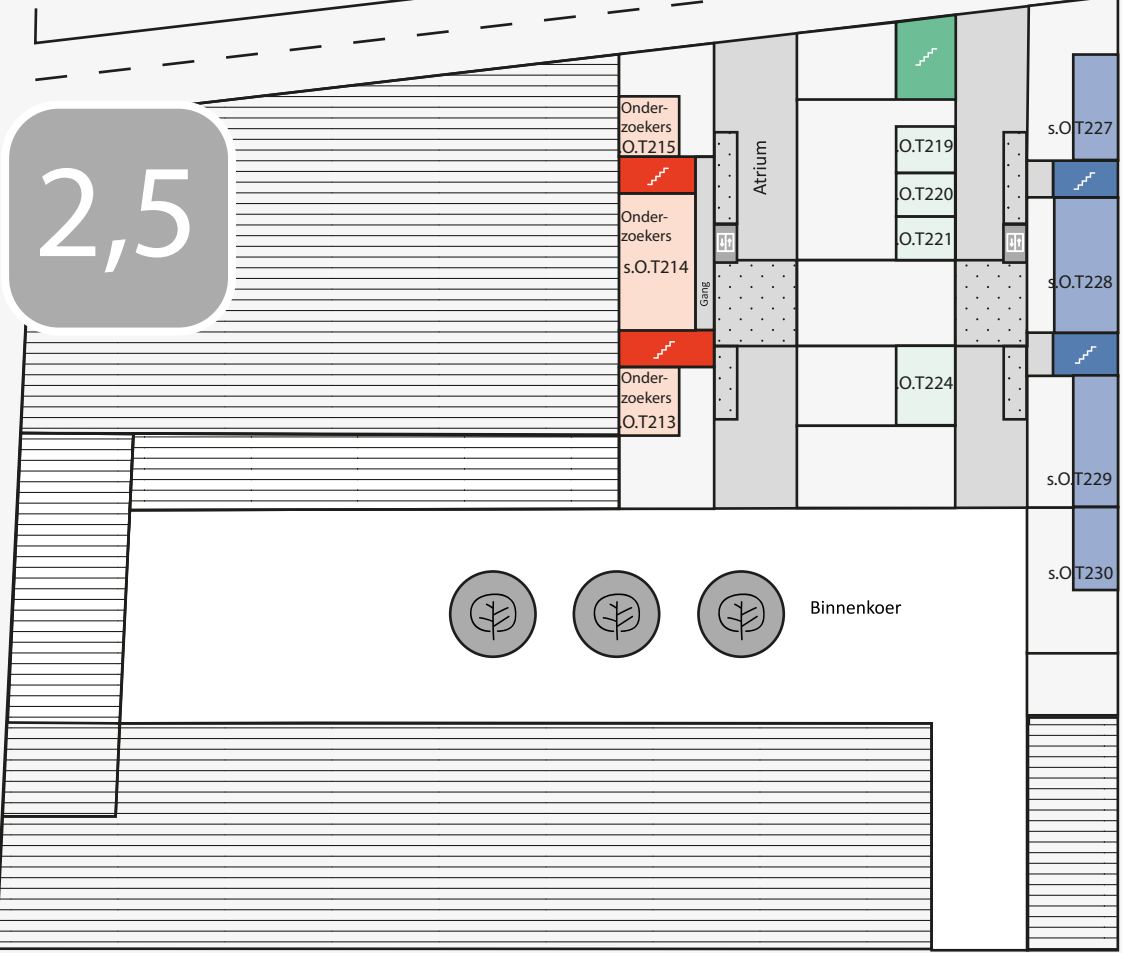 2,5
Onder-
zoekers
.O.T215
Onder-
zoekers
s.O.T214
Gang
Onder-
zoekers
.O.T213
Atrium
.O.T219
.O.T220
.O.T221
.O.T224
s.O.T227
s.O.T228
s.O.T229
s.O.T230
Binnenkoer